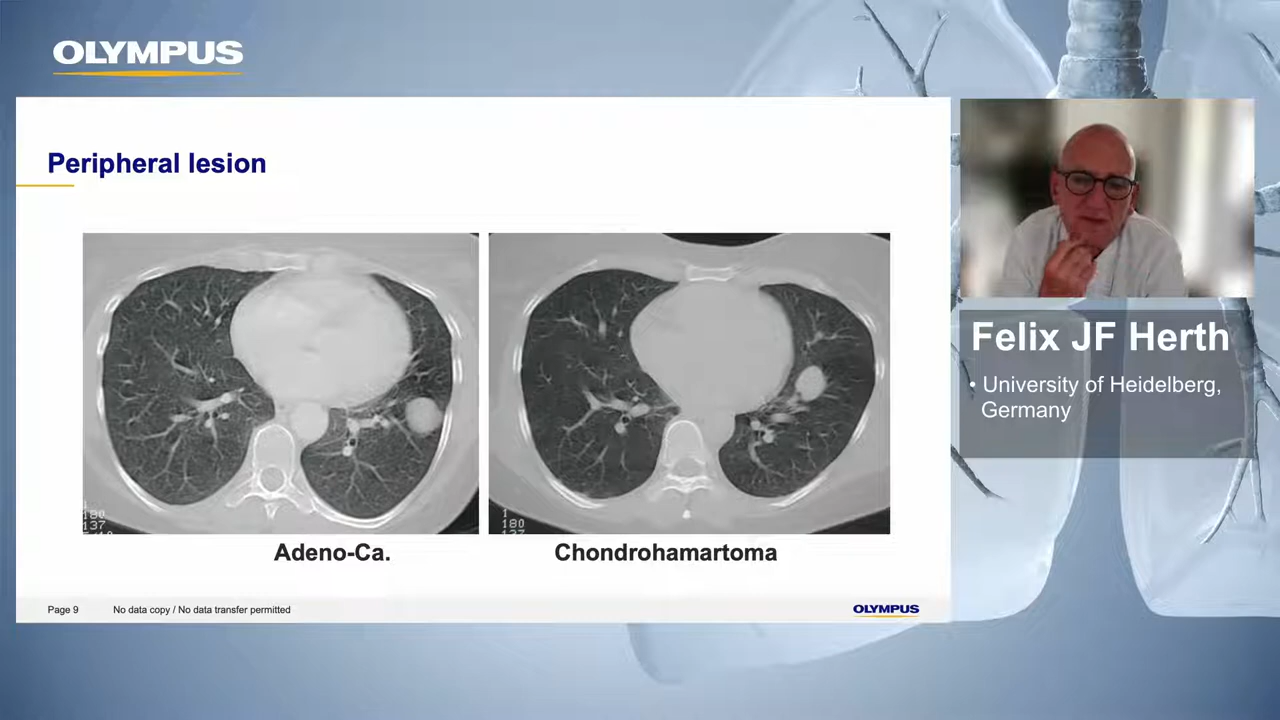 OLYMPUS
Peripheral lesion
180
137
1
180
Adeno-Ca.
Chondrohamartoma
Page 9
No data copy / No data transfer permitted
OLYMPUS
Felix JF Herth
• University of Heidelberg,
Germany